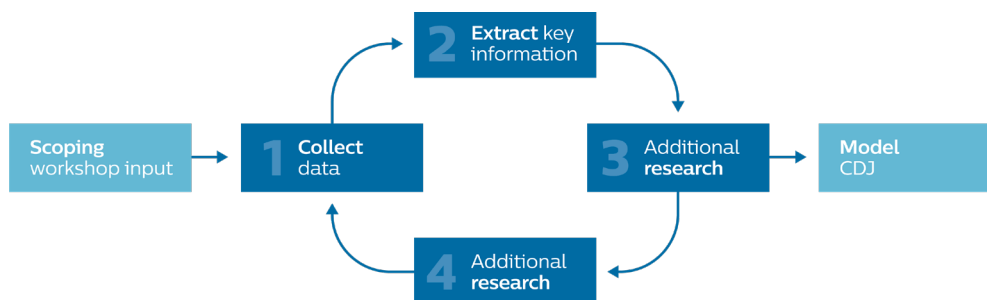 Scoping
workshop input
1 Collect
data
2 Extract key
information
3 Additional
research
4 Additional
research
Model
CDJ